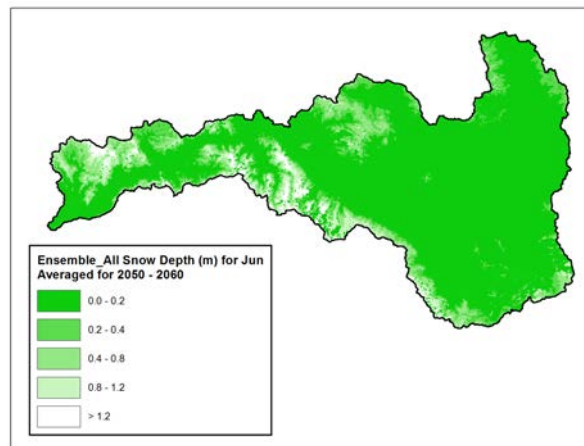 Ensemble_All Snow Depth (m) for Jun
Averaged for 2050 - 2060
0.0 - 0.2
0.2 - 0.4
0.4 - 0.8
0.8 - 1.2
> 1.2